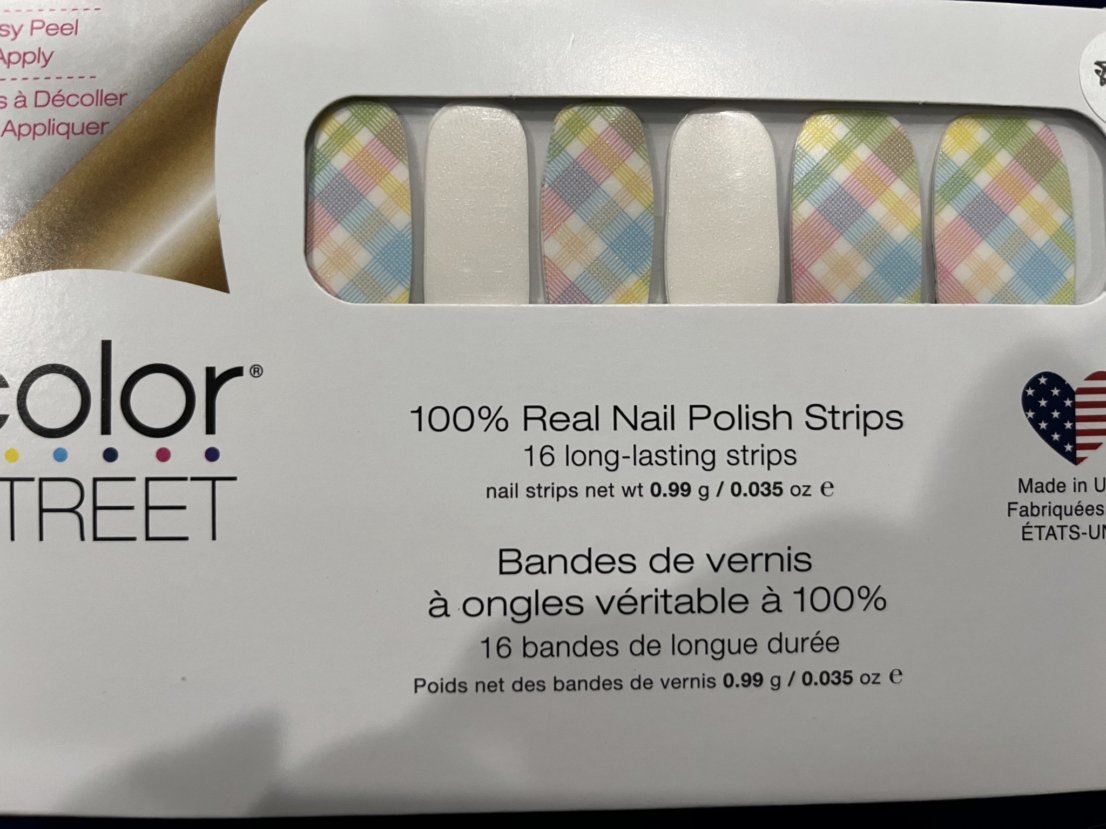 sy Peel
Apply
s à Décoller
Appliquer
color®
TREET
100% Real Nail Polish Strips
16 long-lasting strips
nail strips net wt 0.99 g / 0.035 oz ℮
Bandes de vernis
à ongles véritable à 100%
16 bandes de longue durée
Poids net des bandes de vernis 0.99 g / 0.035 oz ℮
Made in U
Fabriquées
ÉTATS-UN